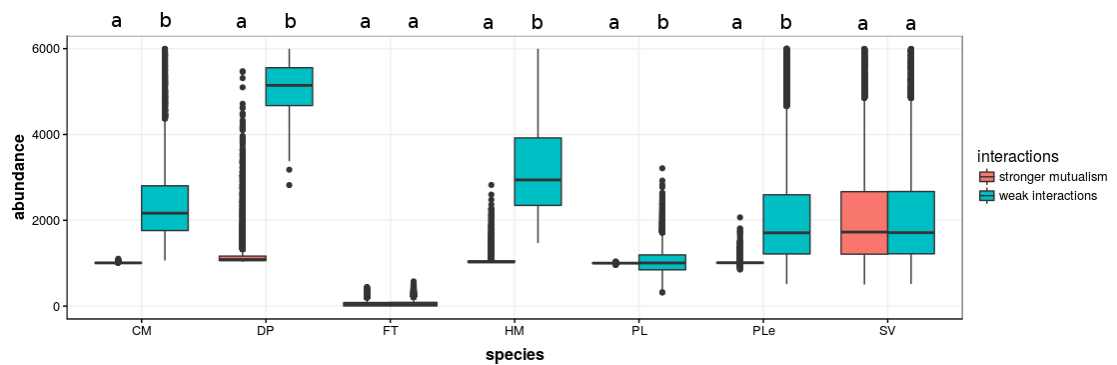 a b a b a a a b a b a b a a
6000
4000
2000
0
abundance
CM DP FT HM PL PLe SV
species
interactions
stronger mutualism
weak interactions